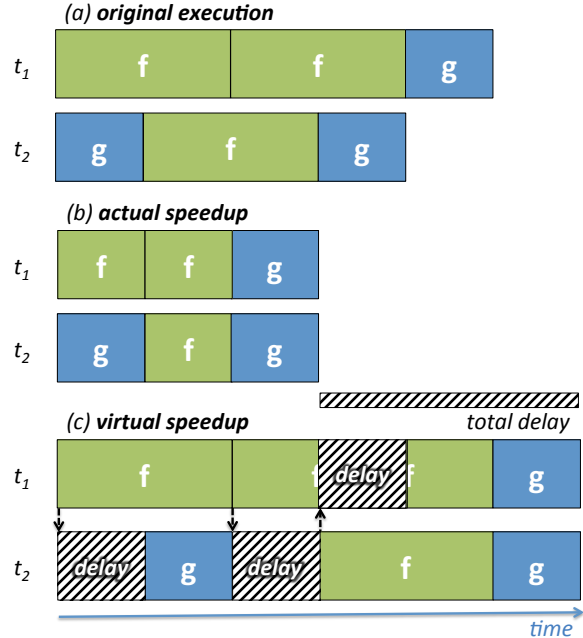 (a) original execution
t1 f f g
t2 g f g
(b) actual speedup
t1 f f g
t2 g f g
(c) virtual speedup total delay
t1 f f delay f g
t2 delay g delay f g
time